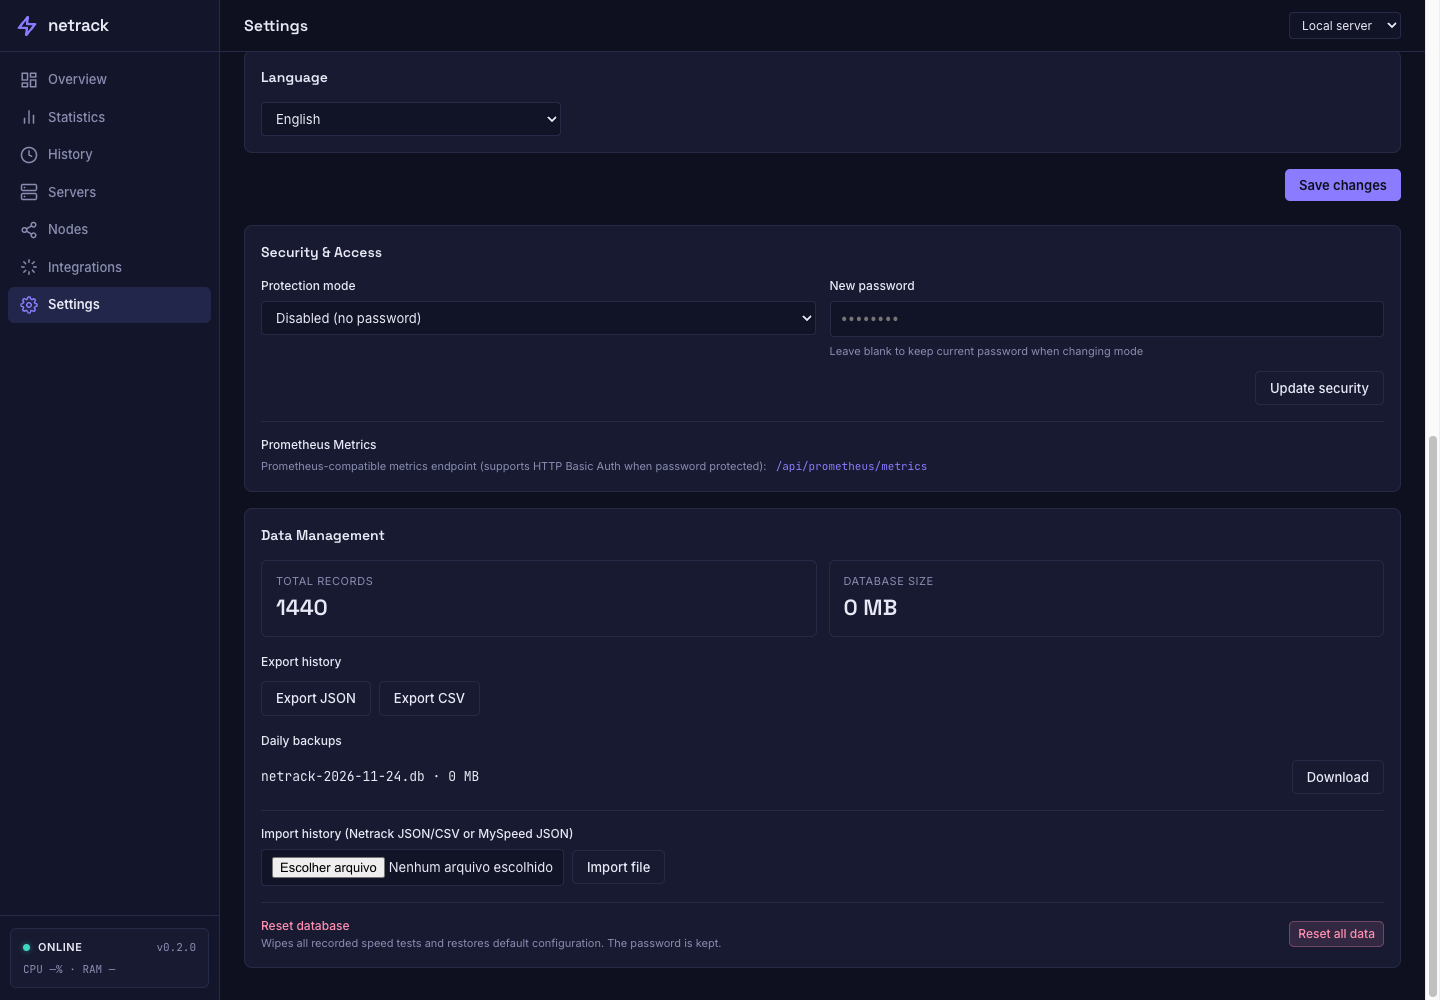 netrack
Settings
Local server
Overview
Statistics
History
Servers
Nodes
Integrations
Settings
Language
English
Save changes
Security & Access
Protection mode
New password
Disabled (no password)
••••••••
Leave blank to keep current password when changing mode
Update security
Prometheus Metrics
Prometheus-compatible metrics endpoint (supports HTTP Basic Auth when password protected): /api/prometheus/metrics
Data Management
TOTAL RECORDS
1440
DATABASE SIZE
0 MB
Export history
Export JSON
Export CSV
Daily backups
netrack-2026-11-24.db · 0 MB
Download
Import history (Netrack JSON/CSV or MySpeed JSON)
Escolher arquivo Nenhum arquivo escolhido
Import file
Reset database
Wipes all recorded speed tests and restores default configuration. The password is kept.
Reset all data
ONLINE
v0.2.0
CPU —% · RAM —